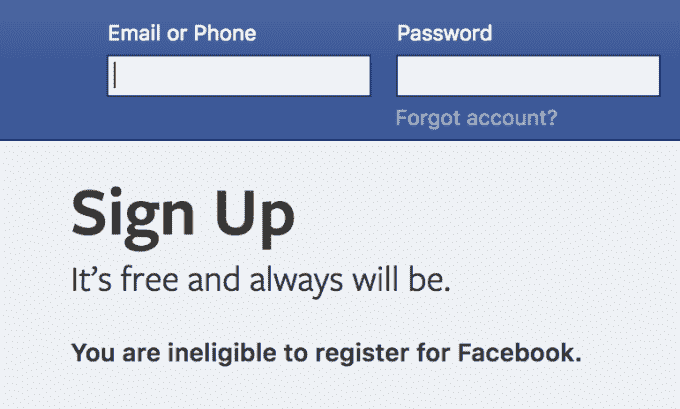 Email or Phone
Password
Forgot account?
Sign Up
It's free and always will be.
You are ineligible to register for Facebook.